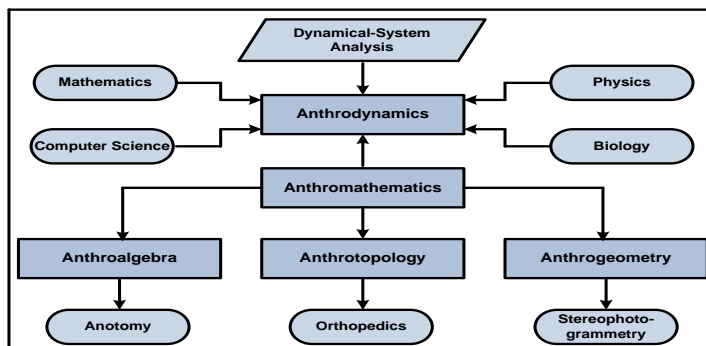 Dynamical-System
Analysis
Mathematics
Physics
Anthrodynamics
Computer Science
Biology
Anthromathematics
Anthroalgebra
Anthrotopology
Anthrogeometry
Anotomy
Orthopedics
Stereophoto-
grammetry